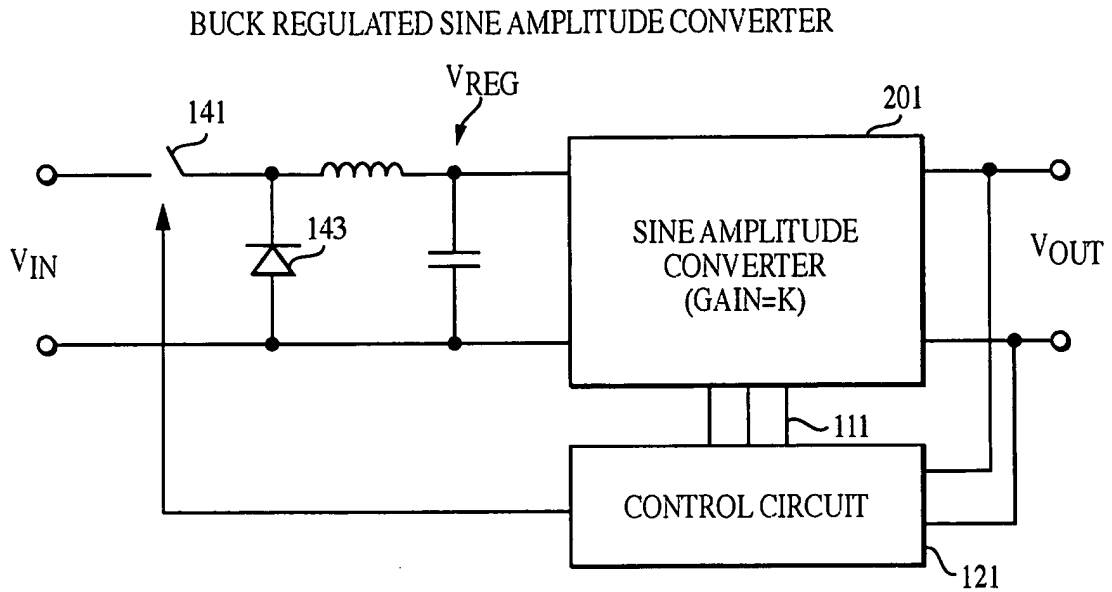 BUCK REGULATED SINE AMPLITUDE CONVERTER
VREG
141
201
143
VIN
SINE AMPLITUDE
CONVERTER
(GAIN=K)
VOUT
111
CONTROL CIRCUIT
121